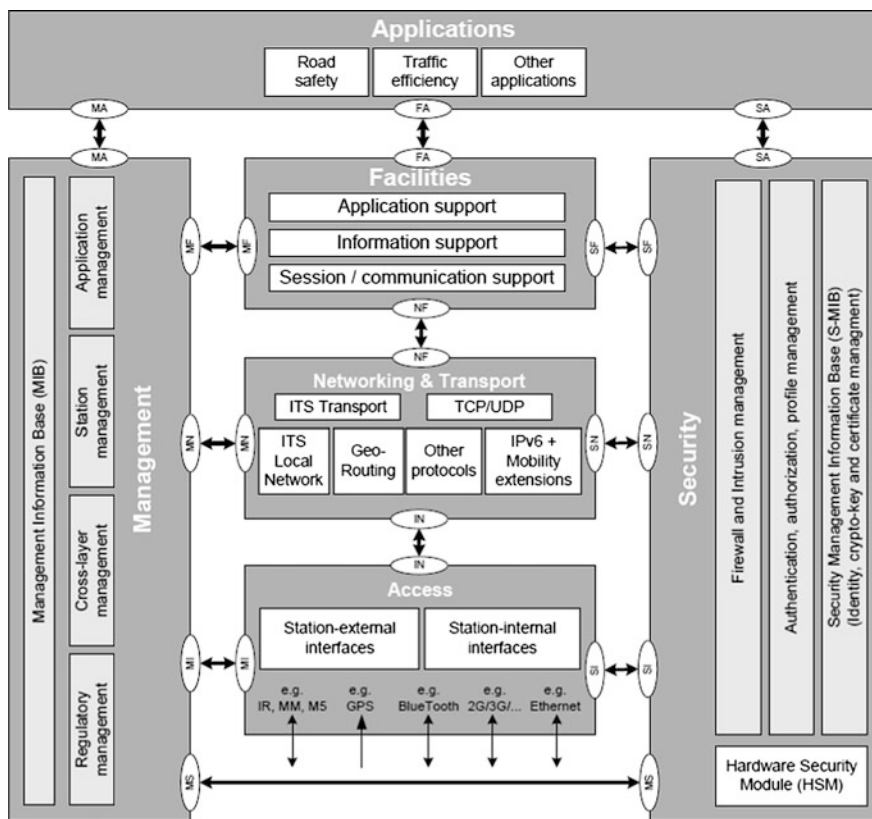 Applications
Road
safety
Traffic
efficiency
Other
applications
MA
FA
SA
MA
FA
SA
Management
Management Information Base (MIB)
Application
management
Station
management
Cross-layer
management
Regulatory
management
MF
MF
MN
MN
MI
MI
MS
Facilities
Application support
Information support
Session / communication support
NF
NF
Networking & Transport
ITS Transport
TCP/UDP
ITS
Local
Network
Geo-
Routing
Other
protocols
IPv6 +
Mobility
extensions
IN
IN
Access
Station-external
interfaces
Station-internal
interfaces
e.g.
IR, MM, M5
e.g.
GPS
e.g.
BlueTooth
e.g.
2G/3G/...
e.g.
Ethernet
SF
SF
SN
SN
SI
SI
MS
Security
Firewall and Intrusion management
Authentication, authorization, profile management
Security Management Information Base (S-MIB)
(Identity, crypto-key and certificate managment)
Hardware Security
Module (HSM)